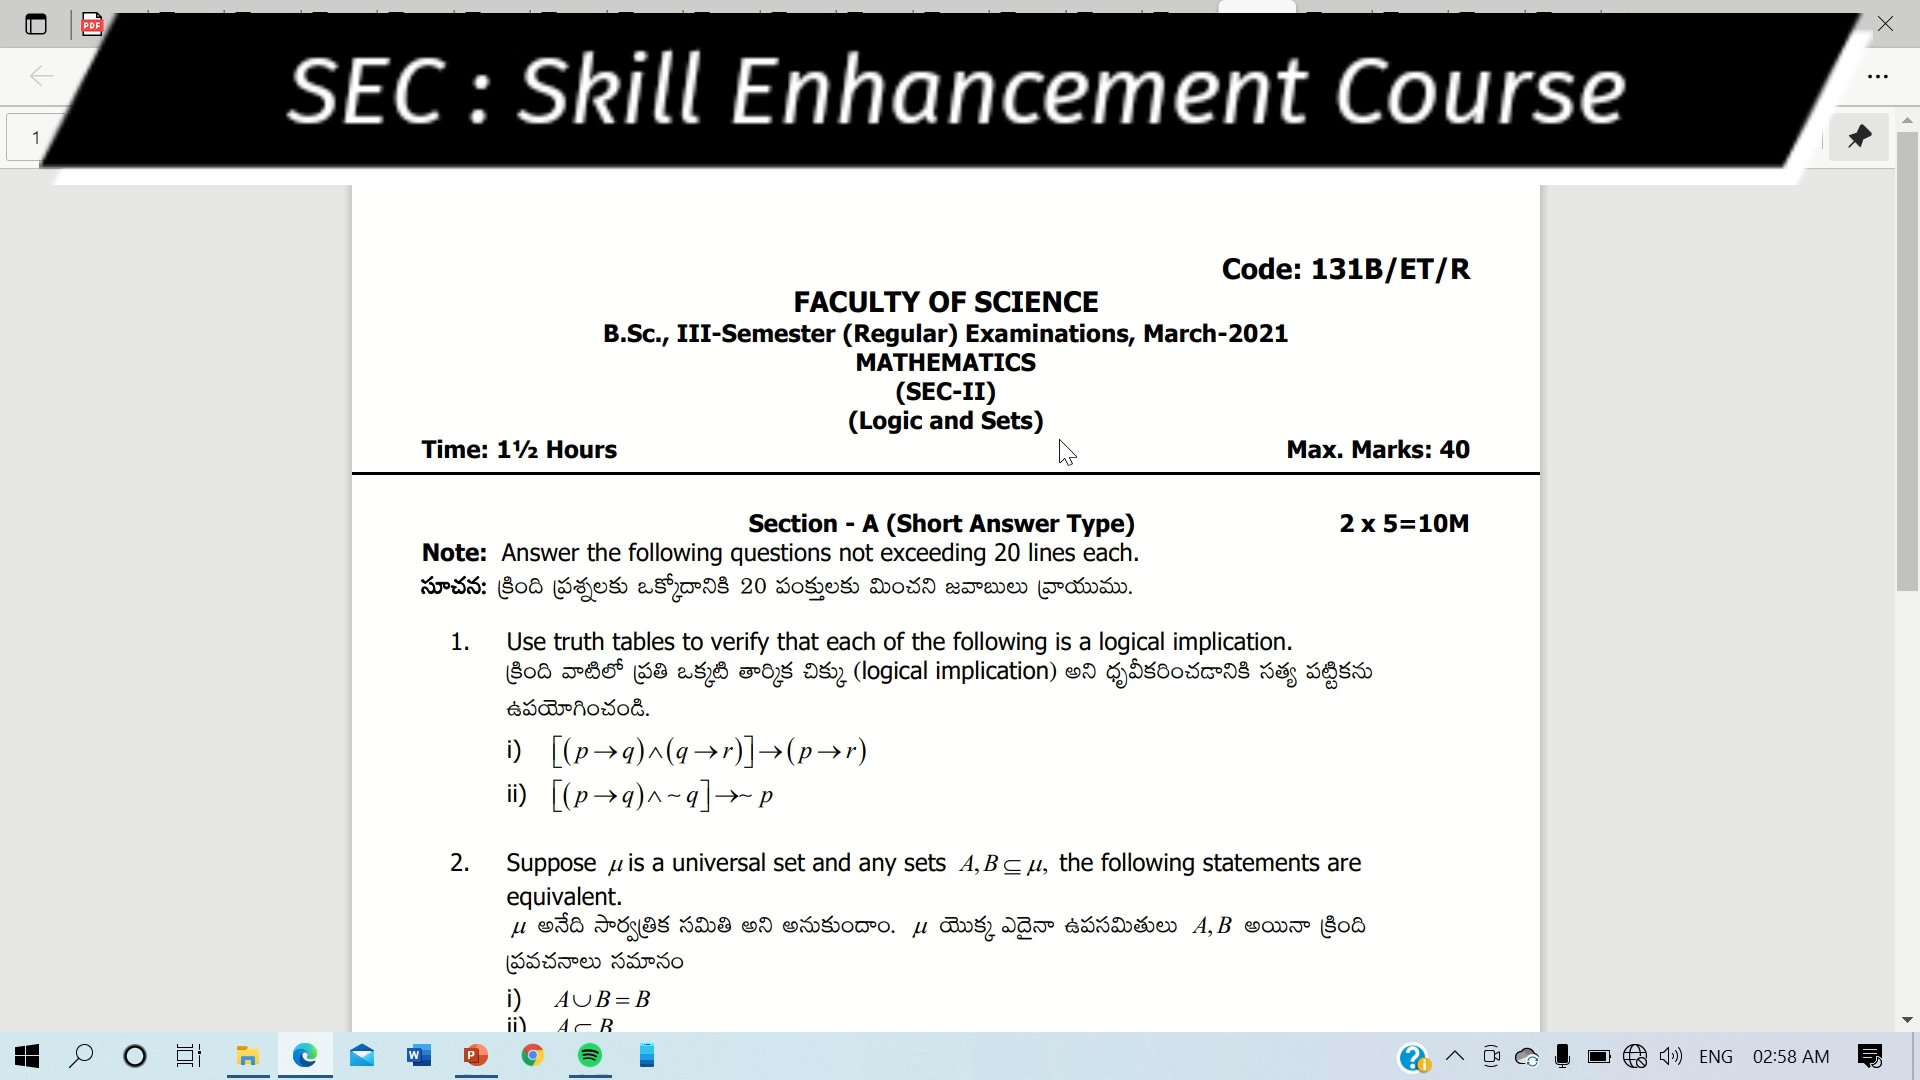 SEC : Skill Enhancement Course
1
Code: 131B/ET/R
FACULTY OF SCIENCE
B.Sc., III-Semester (Regular) Examinations, March-2021
MATHEMATICS
(SEC-II)
(Logic and Sets)
Time: 1½ Hours Max. Marks: 40
Section - A (Short Answer Type) 2 x 5=10M
Note: Answer the following questions not exceeding 20 lines each.
సూచన: క్రింది ప్రశ్నలకు ఒక్కోదానికి 20 పంక్తులకు మించని జవాబులు వ్రాయుము.
1. Use truth tables to verify that each of the following is a logical implication.
క్రింది వాటిలో ప్రతి ఒక్కటి తార్కిక చిక్కు (logical implication) అని ధృవీకరించడానికి సత్య పట్టికను
ఉపయోగించండి.
i) [(p→q)∧(q→r)]→(p→r)
ii) [(p→q)∧~q]→~p
2. Suppose μ is a universal set and any sets A,B⊆μ, the following statements are
equivalent.
μ అనేది సార్వత్రిక సమితి అని అనుకుందాం. μ యొక్క ఎదైనా ఉపసమితులు A,B అయినా క్రింది
ప్రవచనాలు సమానం
i) A∪B=B
ENG 02:58 AM